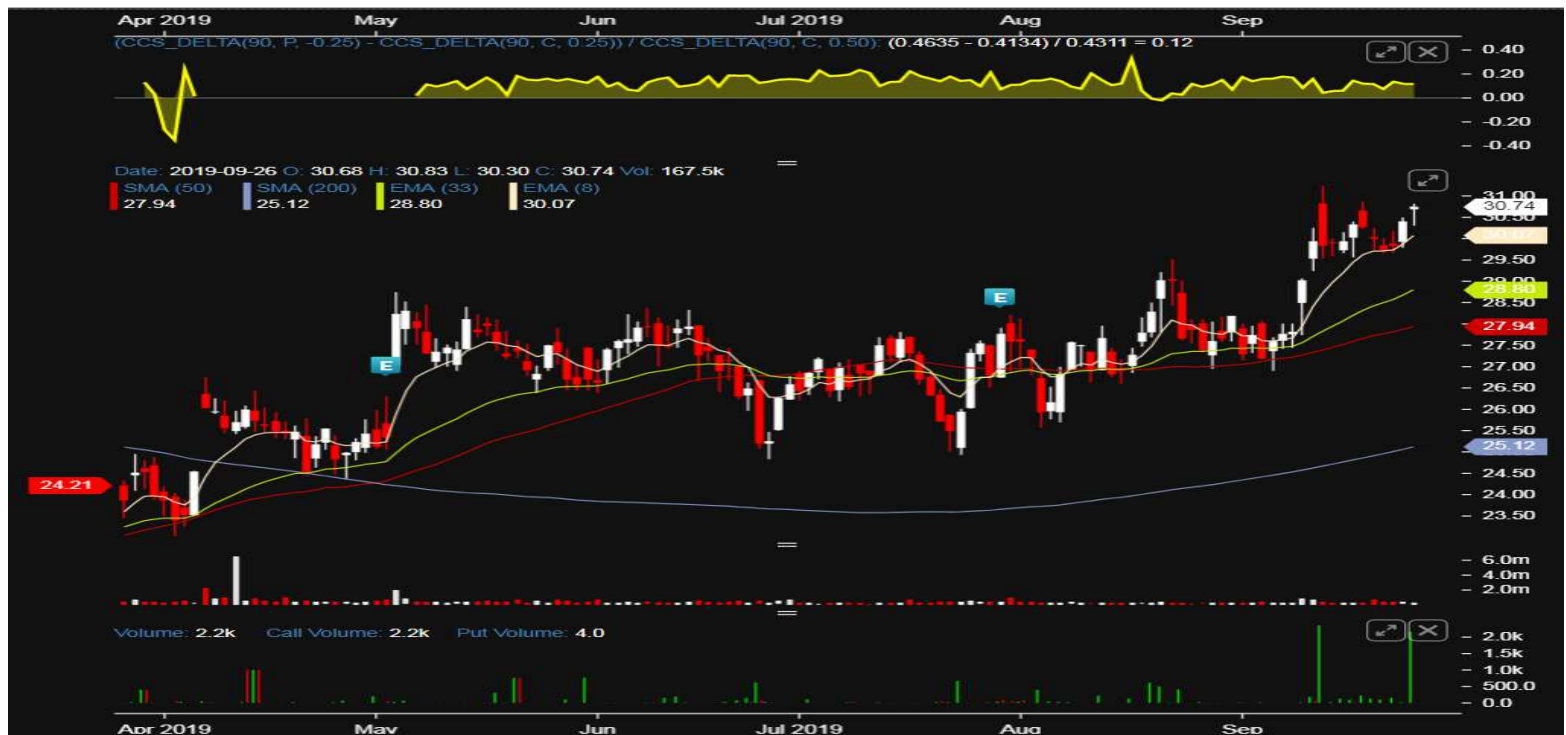 Apr 2019 May Jun Jul 2019 Aug Sep
(CCS_DELTA(90, P, -0.25) - CCS_DELTA(90, C, 0.25)) / CCS_DELTA(90, C, 0.50): (0.4635 - 0.4134) / 0.4311 = 0.12
0.40
0.20
0.00
-0.20
-0.40
Date: 2019-09-26 O: 30.68 H: 30.83 L: 30.30 C: 30.74 Vol: 167.5k
SMA (50) SMA (200) EMA (33) EMA (8)
27.94 25.12 28.80 30.07
31.00
30.74
30.50
30.07
29.50
29.00
28.80
28.50
27.94
27.50
27.00
26.50
26.00
25.50
25.12
24.50
24.00
23.50
E
E
24.21
6.0m
4.0m
2.0m
Volume: 2.2k Call Volume: 2.2k Put Volume: 4.0
2.0k
1.5k
1.0k
500.0
0.0
Apr 2019 May Jun Jul 2019 Aug Sep